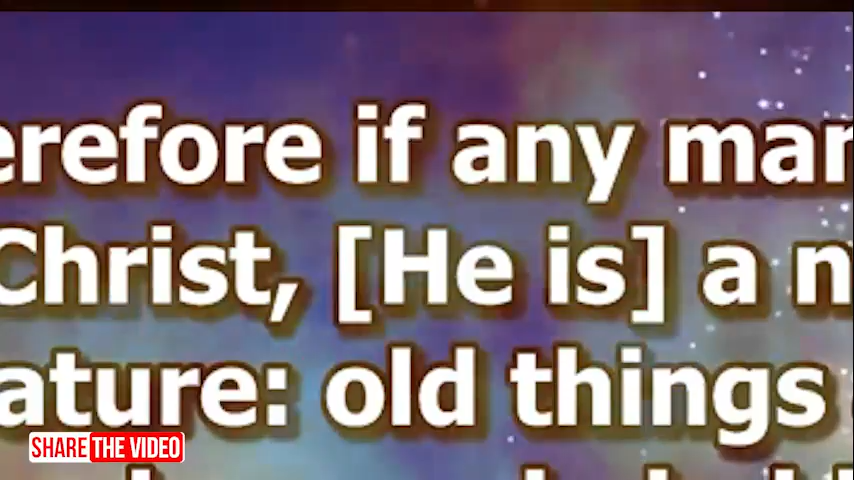 erefore if any man
Christ, [He is] a n
ature: old things
SHARE THE VIDEO